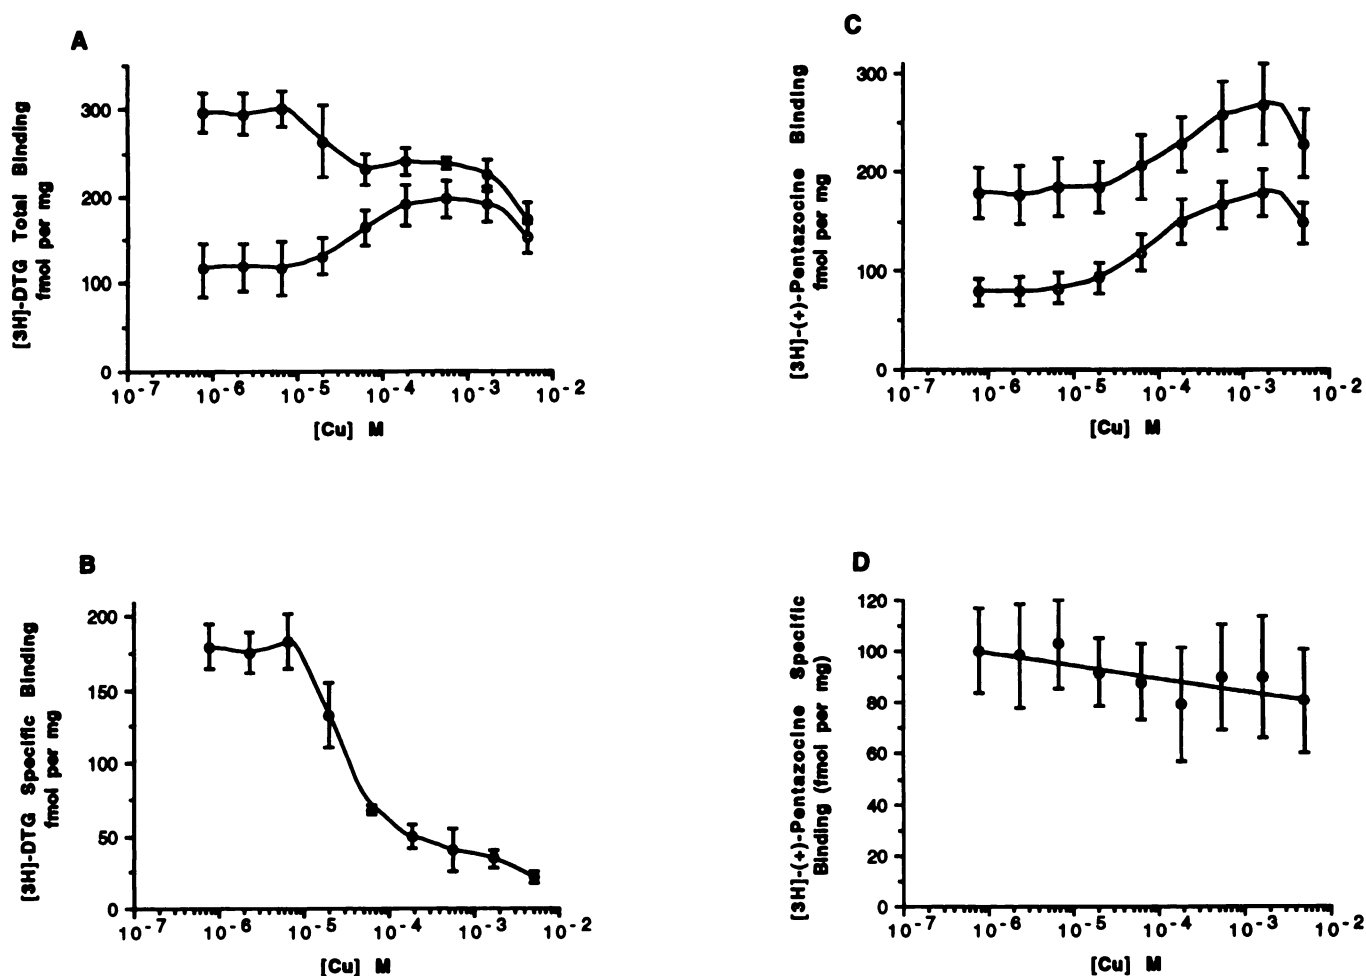 A
[3H]-DTG Total Binding
fmol per mg
300
200
100
0
10-7 10-6 10-5 10-4 10-3 10-2
[Cu] M
C
[3H]-(+)-Pentazocine Binding
fmol per mg
300
200
100
0
10-7 10-6 10-5 10-4 10-3 10-2
[Cu] M
B
[3H]-DTG Specific Binding
fmol per mg
200
150
100
50
0
10-7 10-6 10-5 10-4 10-3 10-2
[Cu] M
D
[3H]-(+)-Pentazocine Specific
Binding (fmol per mg)
120
100
80
60
40
20
0
10-7 10-6 10-5 10-4 10-3 10-2
[Cu] M